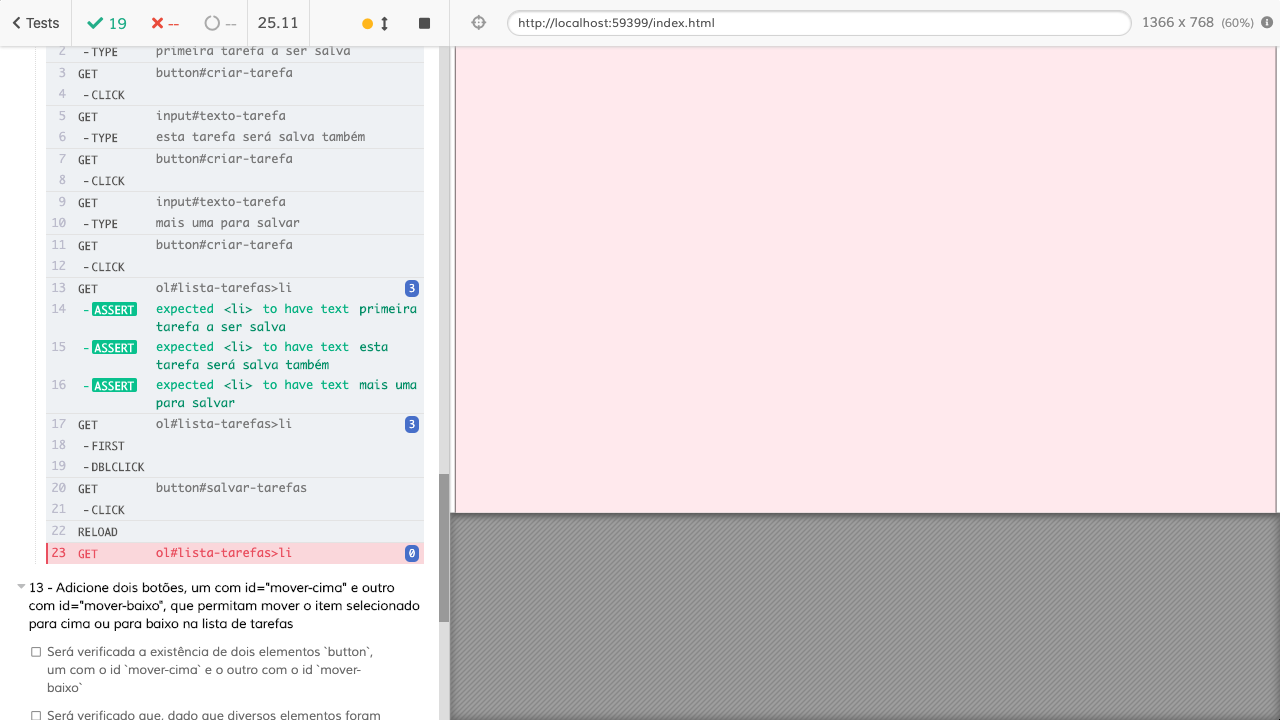 Tests 19 -- -- 25.11 http://localhost:59399/index.html 1366 x 768 (60%)
2 -TYPE primeira tarefa a ser salva
3 GET button#criar-tarefa
4 -CLICK
5 GET input#texto-tarefa
6 -TYPE esta tarefa será salva também
7 GET button#criar-tarefa
8 -CLICK
9 GET input#texto-tarefa
10 -TYPE mais uma para salvar
11 GET button#criar-tarefa
12 -CLICK
13 GET ol#lista-tarefas>li 3
14 -ASSERT expected <li> to have text primeira
tarefa a ser salva
15 -ASSERT expected <li> to have text esta
tarefa será salva também
16 -ASSERT expected <li> to have text mais uma
para salvar
17 GET ol#lista-tarefas>li 3
18 -FIRST
19 -DBLCLICK
20 GET button#salvar-tarefas
21 -CLICK
22 RELOAD
23 GET ol#lista-tarefas>li 0
13 - Adicione dois botões, um com id="mover-cima" e outro
com id="mover-baixo", que permitam mover o item selecionado
para cima ou para baixo na lista de tarefas
Será verificada a existência de dois elementos `button`,
um com o id `mover-cima` e o outro com o id `mover-
baixo`
Será verificado que, dado que diversos elementos foram